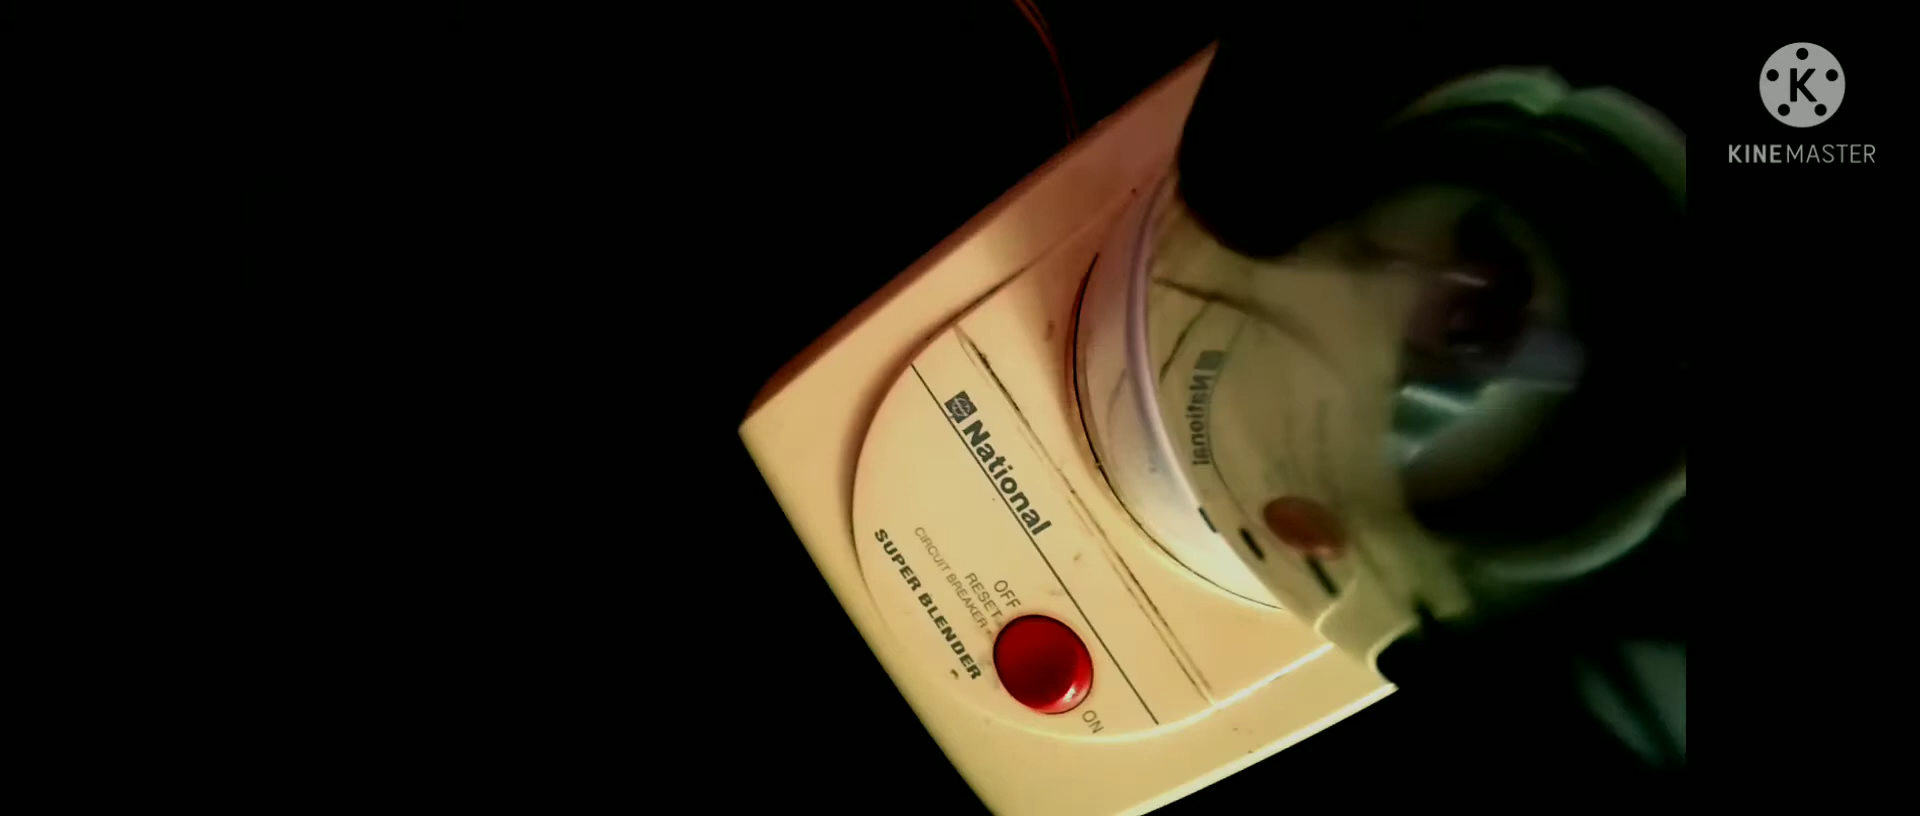 National
OFF
RESET
CIRCUIT BREAKER
SUPER BLENDER
ON
National
KINEMASTER